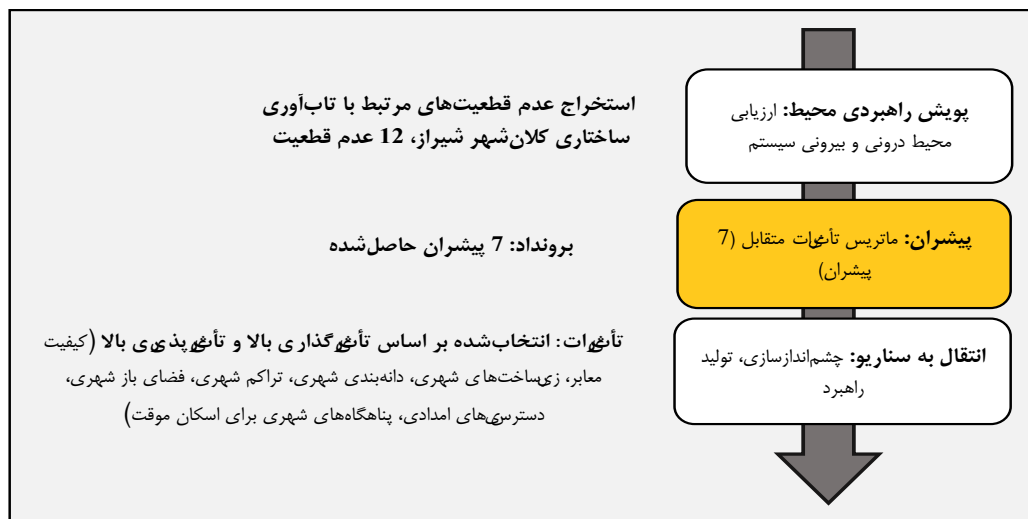 استخراج عدم قطعیت‌های مرتبط با تاب‌آوری
ساختاری کلان‌شهر شیراز، 12 عدم قطعیت
پویش راهبردی محیط: ارزیابی
محیط درونی و بیرونی سیستم
برونداد: 7 پیشران حاصل‌شده
پیشران: ماتریس تأثیرات متقابل (7
پیشران)
تأثیرات: انتخاب‌شده بر اساس تأثیرگذاری بالا و تأثیرپذیری بالا (کیفیت
معابر، زیرساخت‌های شهری، دانه‌بندی شهری، تراکم شهری، فضای باز شهری،
دسترسی‌های امدادی، پناهگاه‌های شهری برای اسکان موقت)
انتقال به سناریو: چشم‌اندازسازی، تولید
راهبرد